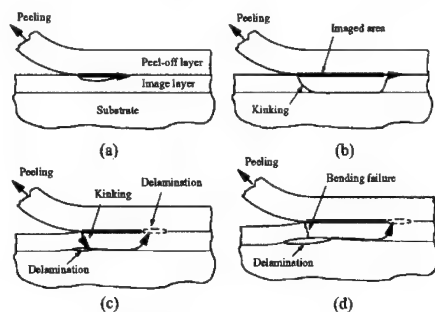 Peeling
Peel-off layer
Image layer
Substrate
(a)
Peeling
Imaged area
Kinking
(b)
Peeling
Kinking
Delamination
Delamination
(c)
Peeling
Bending failure
Delamination
(d)